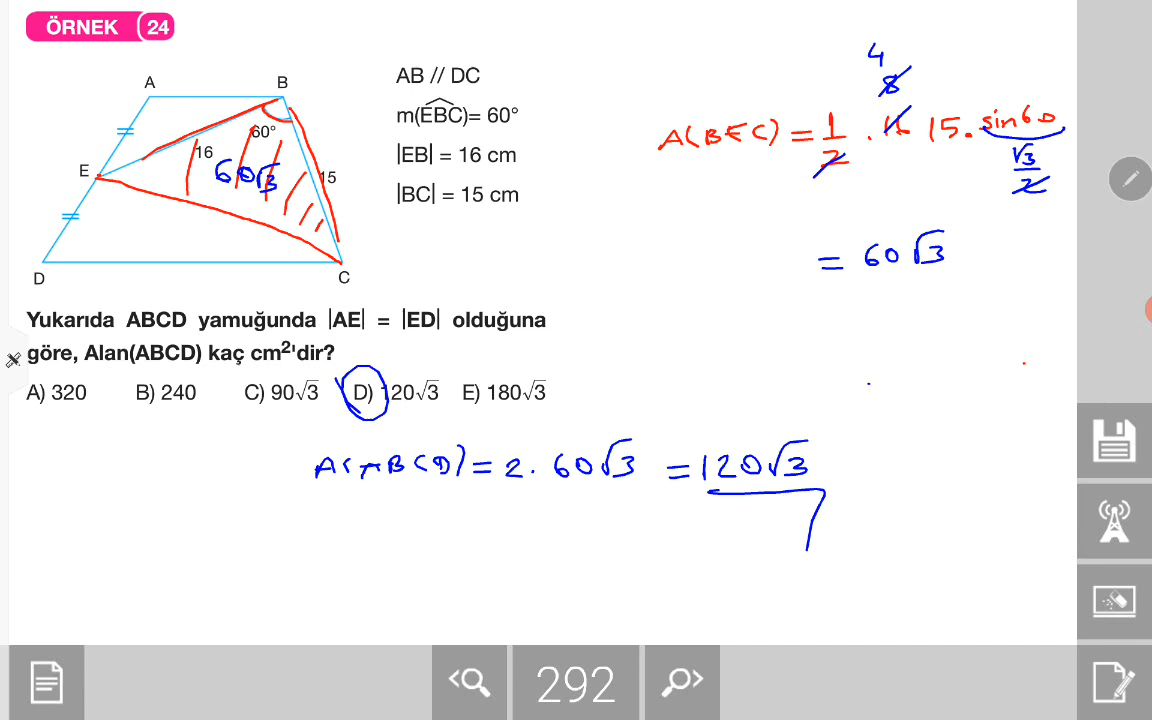 ÖRNEK 24
A
B
60°
E
16
60√3
15
D
C
AB // DC
m(EBC)= 60°
|EB| = 16 cm
|BC| = 15 cm
4
8
A(BEC) = 1/2 . 16 15. sin60
√3/2
= 60√3
Yukarıda ABCD yamuğunda |AE| = |ED| olduğuna
göre, Alan(ABCD) kaç cm²'dir?
A) 320 B) 240 C) 90√3 D) 120√3 E) 180√3
A(ABCD) = 2. 60√3 = 120√3
292